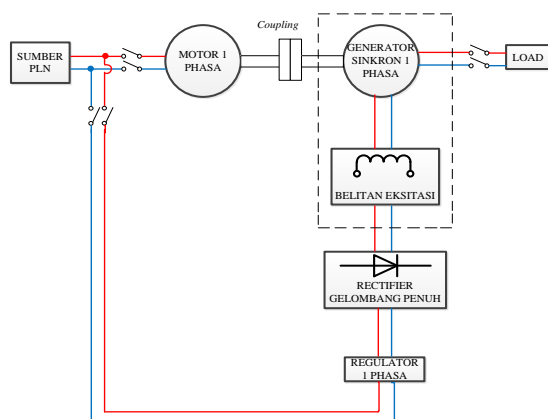 Coupling
SUMBER
PLN
MOTOR 1
PHASA
GENERATOR
SINKRON 1
PHASA
LOAD
BELITAN EKSITASI
RECTIFIER
GELOMBANG PENUH
REGULATOR
1 PHASA